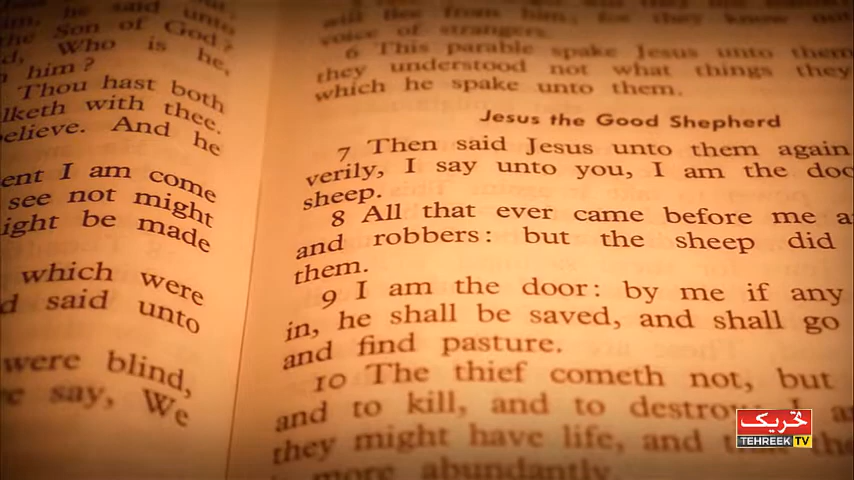 him, he said unto
the Son of God?
d, Who is he,
n him?
Thou hast both
lketh with thee.
elieve. And he
ent I am come
see not might
ight be made
which were
d said unto
were blind,
e say, We
will flee from him, for they know not
voice of strangers.
6 This parable spake Jesus unto them
they understood not what things they
which he spake unto them.
Jesus the Good Shepherd
7 Then said Jesus unto them again
verily, I say unto you, I am the doo
sheep.
8 All that ever came before me a
and robbers: but the sheep did
them.
9 I am the door: by me if any
in, he shall be saved, and shall go
and find pasture.
10 The thief cometh not, but
and to kill, and to destroy: I a
they might have life, and
more abundantly.
تحریک
TEHREEK TV